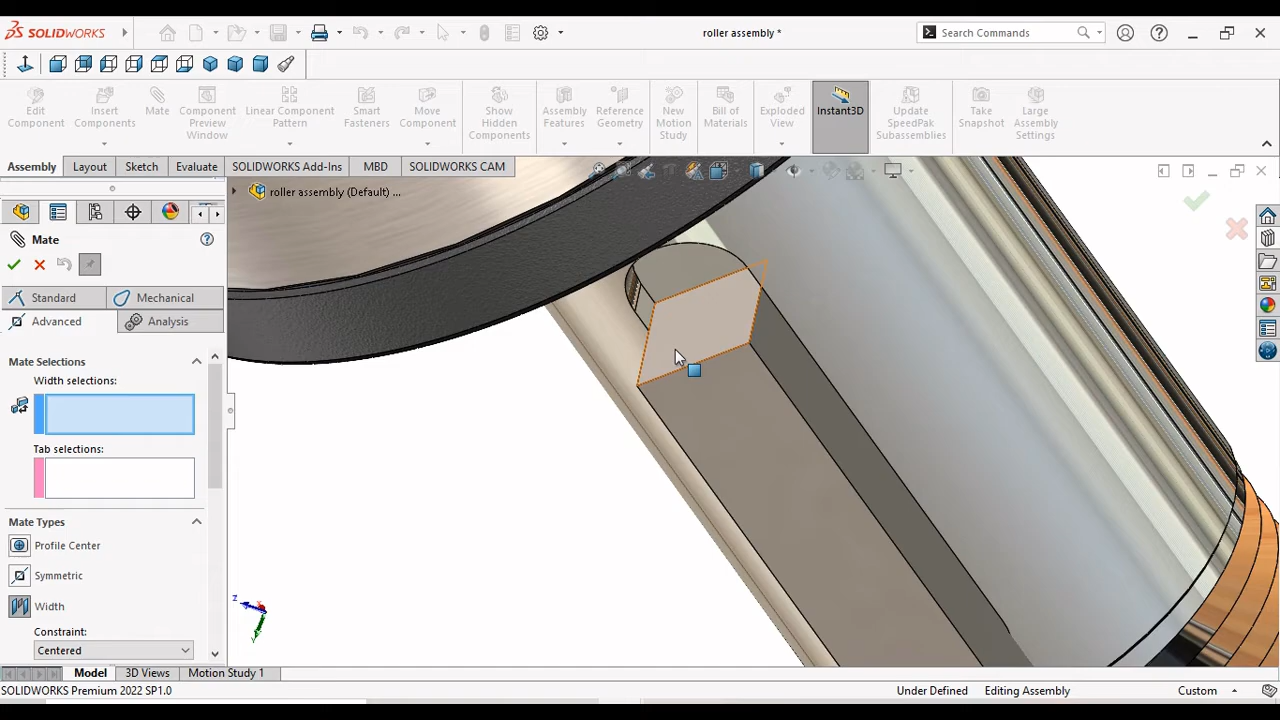 SOLIDWORKS
roller assembly *
Search Commands
Edit Component
Insert Components
Mate
Component Preview Window
Linear Component Pattern
Smart Fasteners
Move Component
Show Hidden Components
Assembly Features
Reference Geometry
New Motion Study
Bill of Materials
Exploded View
Instant3D
Update SpeedPak Subassemblies
Take Snapshot
Large Assembly Settings
Assembly Layout Sketch Evaluate SOLIDWORKS Add-Ins MBD SOLIDWORKS CAM
roller assembly (Default) ...
Mate
Standard Mechanical
Advanced Analysis
Mate Selections
Width selections:
Tab selections:
Mate Types
Profile Center
Symmetric
Width
Constraint:
Centered
Z
Y
Model 3D Views Motion Study 1
SOLIDWORKS Premium 2022 SP1.0 Under Defined Editing Assembly Custom